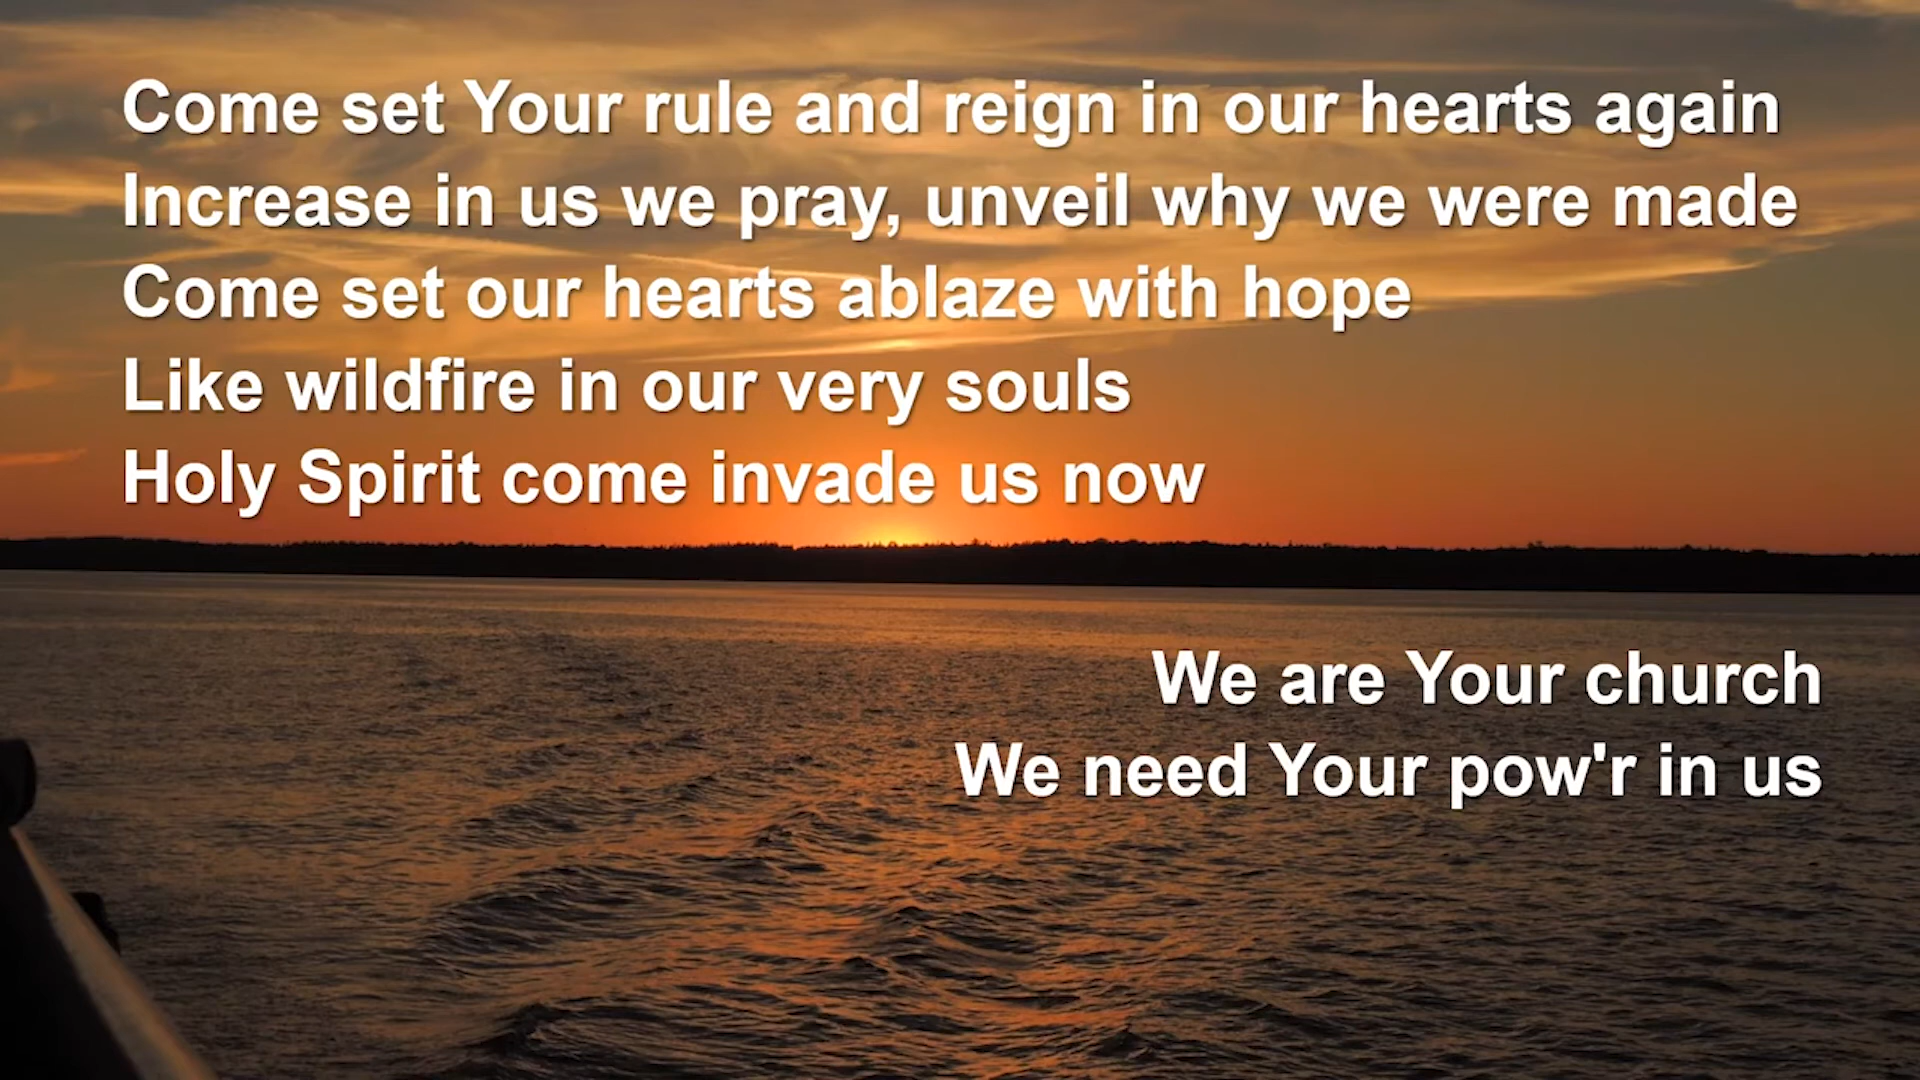 Come set Your rule and reign in our hearts again
Increase in us we pray, unveil why we were made
Come set our hearts ablaze with hope
Like wildfire in our very souls
Holy Spirit come invade us now
We are Your church
We need Your pow'r in us